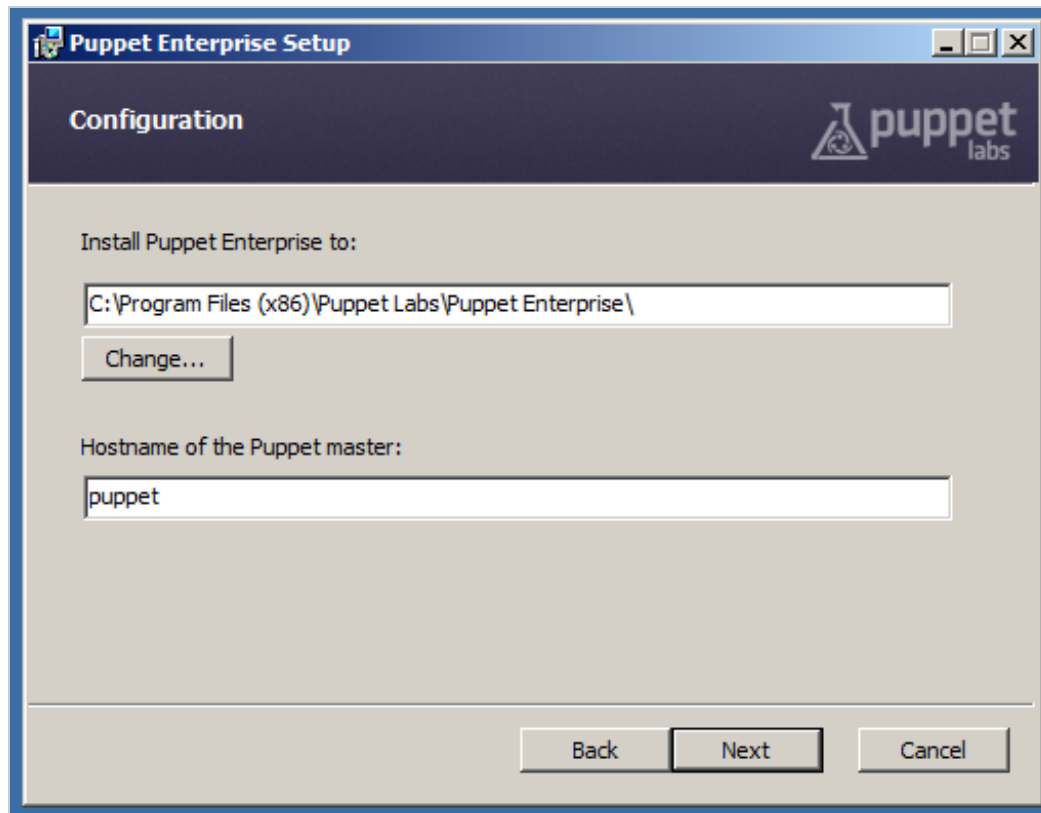 Puppet Enterprise Setup
Configuration
puppet
labs
Install Puppet Enterprise to:
C:\Program Files (x86)\Puppet Labs\Puppet Enterprise\
Change...
Hostname of the Puppet master:
puppet
Back Next Cancel